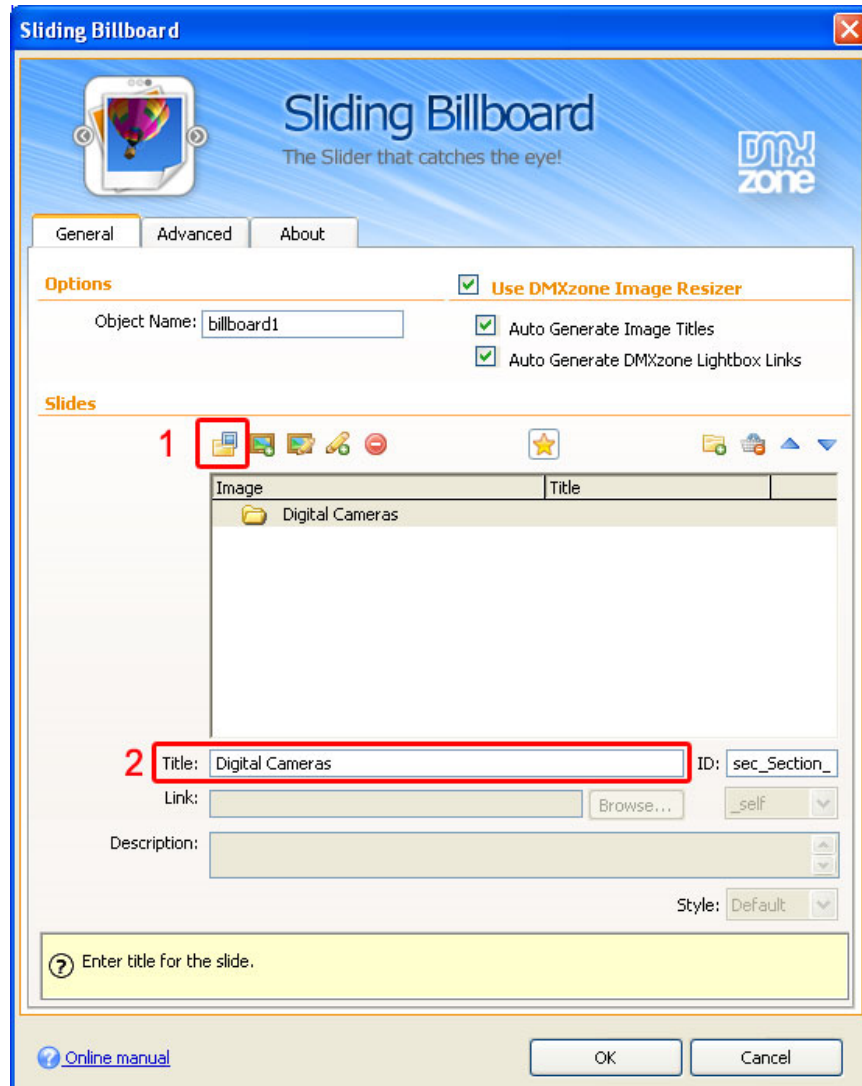 Sliding Billboard
Sliding Billboard
The Slider that catches the eye!
DMX
zone
General Advanced About
Options
Use DMXzone Image Resizer
Object Name: billboard1
Auto Generate Image Titles
Auto Generate DMXzone Lightbox Links
Slides
1
Image Title
Digital Cameras
2 Title: Digital Cameras ID: sec_Section_
Link: Browse... _self
Description:
Style: Default
? Enter title for the slide.
? Online manual OK Cancel